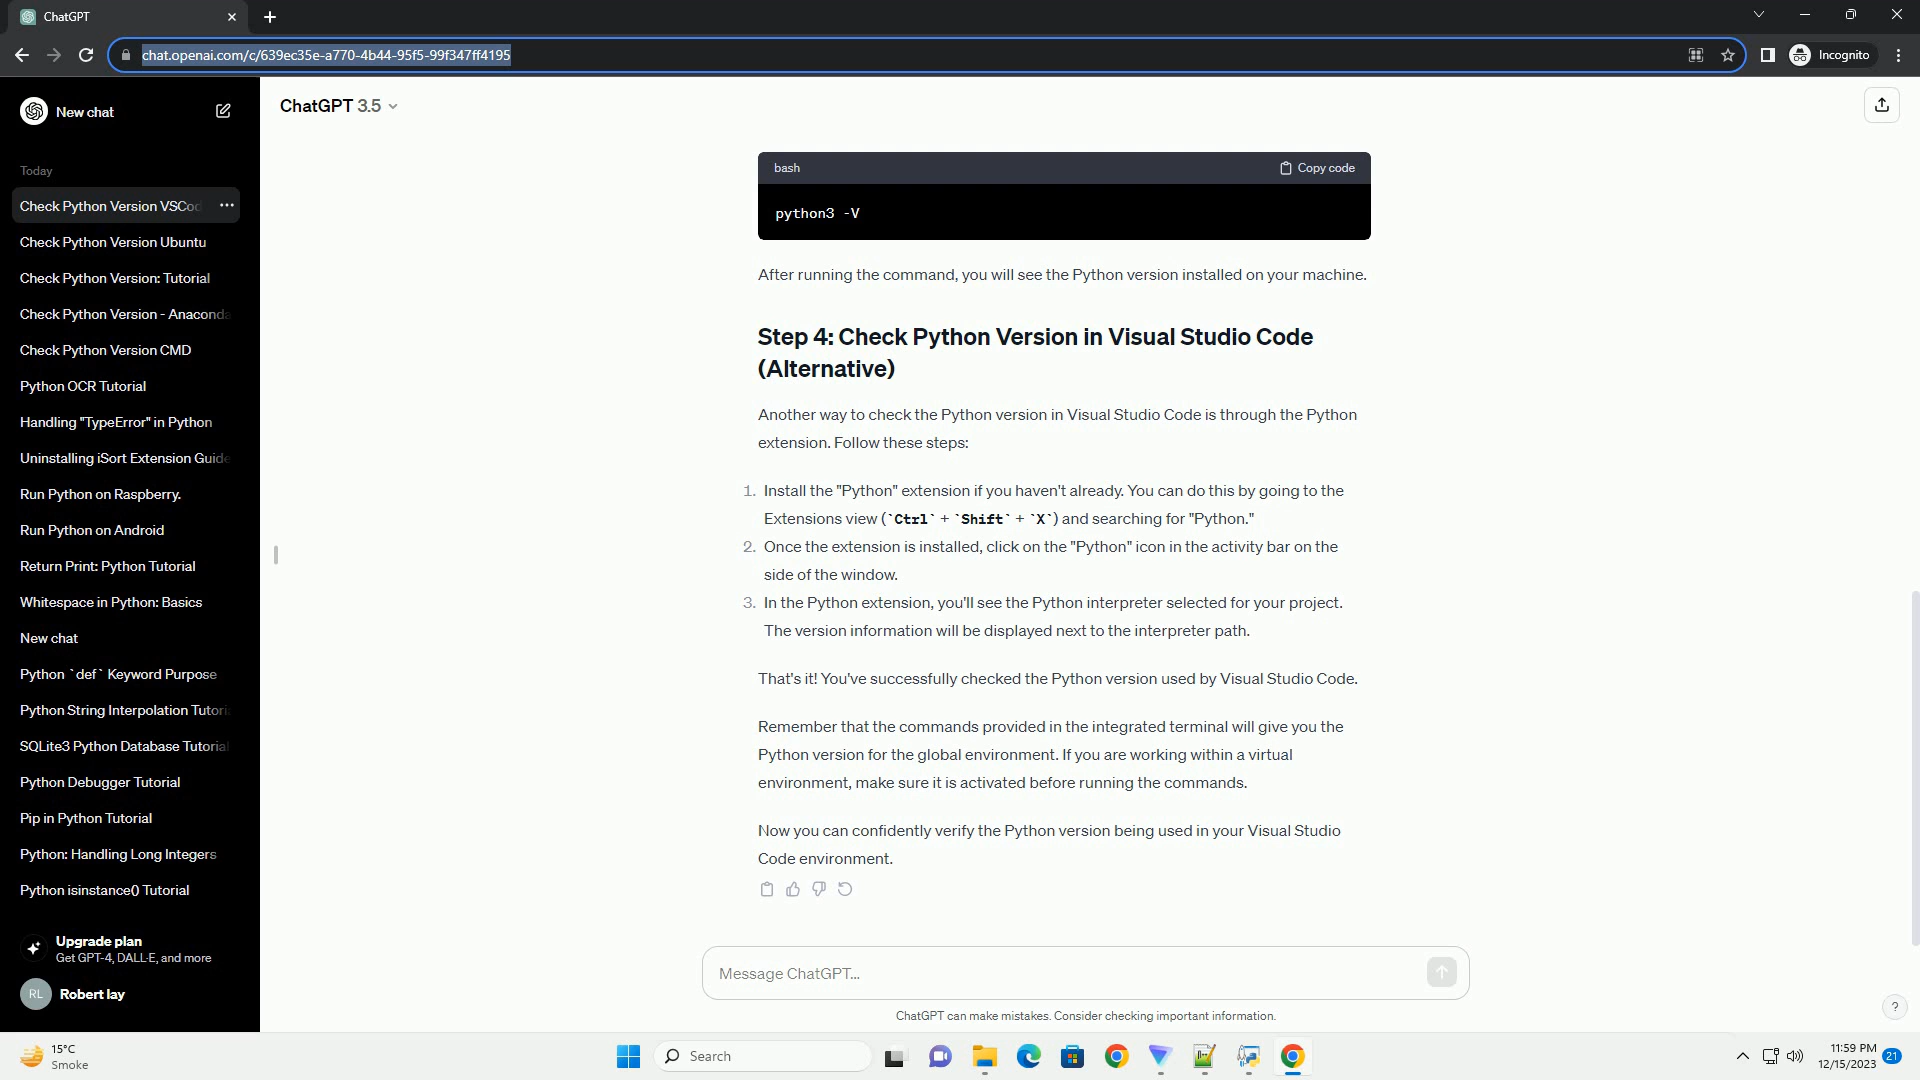 ChatGPT
chat.openai.com/c/639ec35e-a770-4b44-95f5-99f347ff4195
Incognito
New chat
ChatGPT 3.5
Today
Check Python Version VSCod
Check Python Version Ubuntu
Check Python Version: Tutorial
Check Python Version - Anaconda
Check Python Version CMD
Python OCR Tutorial
Handling "TypeError" in Python
Uninstalling iSort Extension Guide
Run Python on Raspberry.
Run Python on Android
Return Print: Python Tutorial
Whitespace in Python: Basics
New chat
Python `def` Keyword Purpose
Python String Interpolation Tutori
SQLite3 Python Database Tutorial
Python Debugger Tutorial
Pip in Python Tutorial
Python: Handling Long Integers
Python isinstance() Tutorial
Upgrade plan
Get GPT-4, DALL·E, and more
RL Robert lay
bash Copy code
python3 -V
After running the command, you will see the Python version installed on your machine.
Step 4: Check Python Version in Visual Studio Code
(Alternative)
Another way to check the Python version in Visual Studio Code is through the Python
extension. Follow these steps:
1. Install the "Python" extension if you haven't already. You can do this by going to the
Extensions view (`Ctrl` + `Shift` + `X`) and searching for "Python."
2. Once the extension is installed, click on the "Python" icon in the activity bar on the
side of the window.
3. In the Python extension, you'll see the Python interpreter selected for your project.
The version information will be displayed next to the interpreter path.
That's it! You've successfully checked the Python version used by Visual Studio Code.
Remember that the commands provided in the integrated terminal will give you the
Python version for the global environment. If you are working within a virtual
environment, make sure it is activated before running the commands.
Now you can confidently verify the Python version being used in your Visual Studio
Code environment.
Message ChatGPT...
ChatGPT can make mistakes. Consider checking important information.
?
15°C
Smoke
Search
11:59 PM
12/15/2023
21